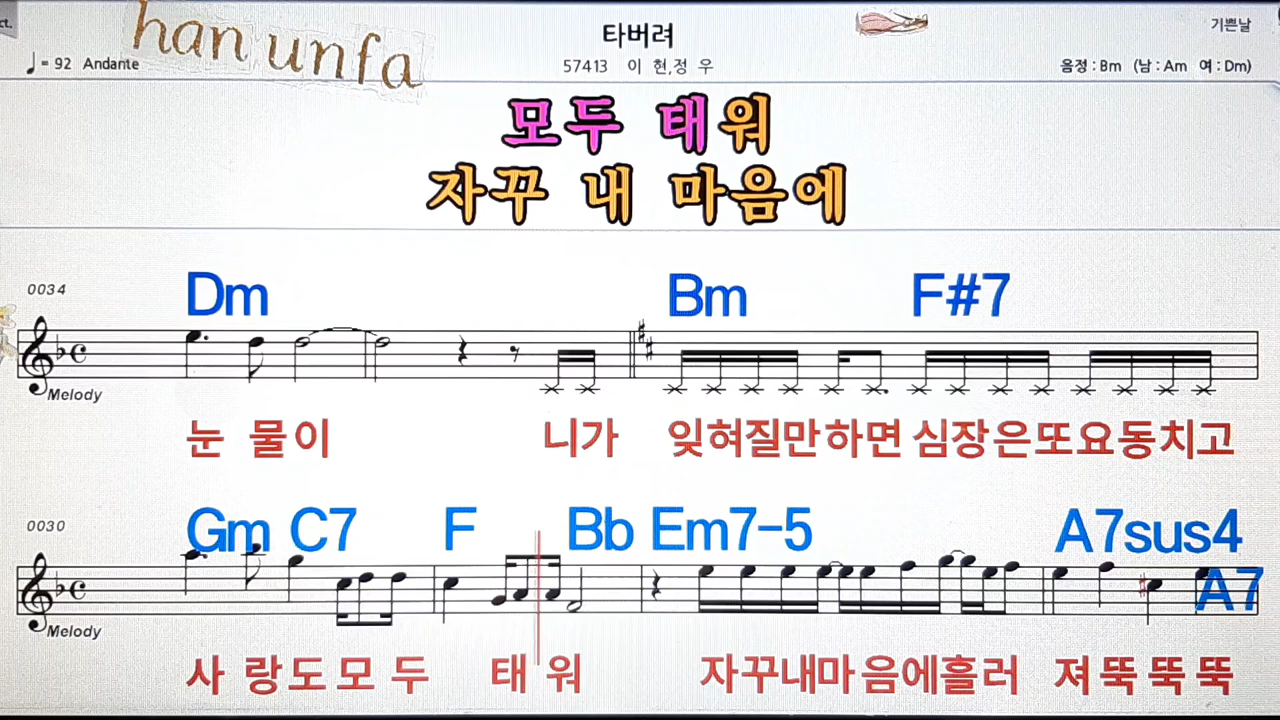 ct.
han unfa
타버려
기쁜날
♩= 92 Andante
57413 이 현,정 우
음정 : Bm (남 : Am 여 : Dm)
모두 태워
자꾸 내 마음에
0034
Dm Bm F#7
Melody
눈 물이 니가 잊혀질만하면 심장은또요동치고
0030
Gm C7 F Bb Em7-5 A7sus4
A7
Melody
사 랑도모 두 태 워 자꾸내마음에흘러 져뚝뚝뚝